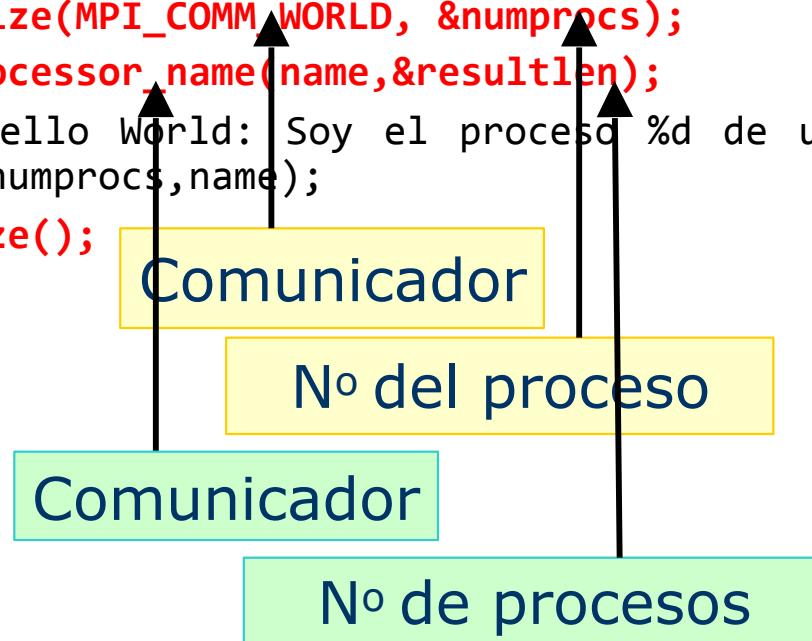 ize(MPI_COMM_WORLD, &numprocs);
ocessor_name(name,&resultlen);
ello World: Soy el proceso %d de u
numprocs,name);
ze();
Comunicador
Nº del proceso
Comunicador
Nº de procesos